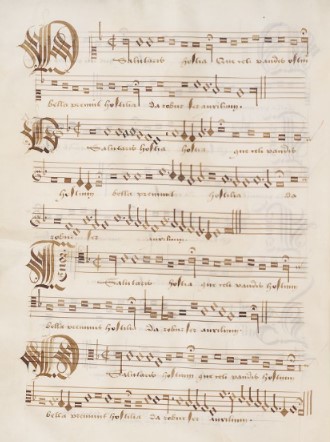 O Salutaris hostia Que celi pandis ostium
bella premunt hostilia Da robur fer auxilium
O Salutaris hostia hostia que celi pandis
hostium bella premunt hostilia Da
robur fer auxilium
Tenor Salutaris hostia que celi pandis hostium
bella premunt hostilia Da robur fer auxilium
O Salutaris hostium que celi pandis hostium
bella premunt hostilia Da robur fer auxilium